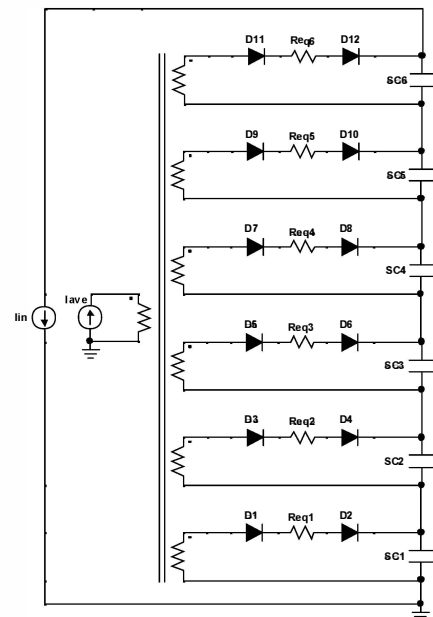 D11 Req6 D12
SC6
D9 Req5 D10
SC5
D7 Req4 D8
SC4
Iave
Iin
D5 Req3 D6
SC3
D3 Req2 D4
SC2
D1 Req1 D2
SC1